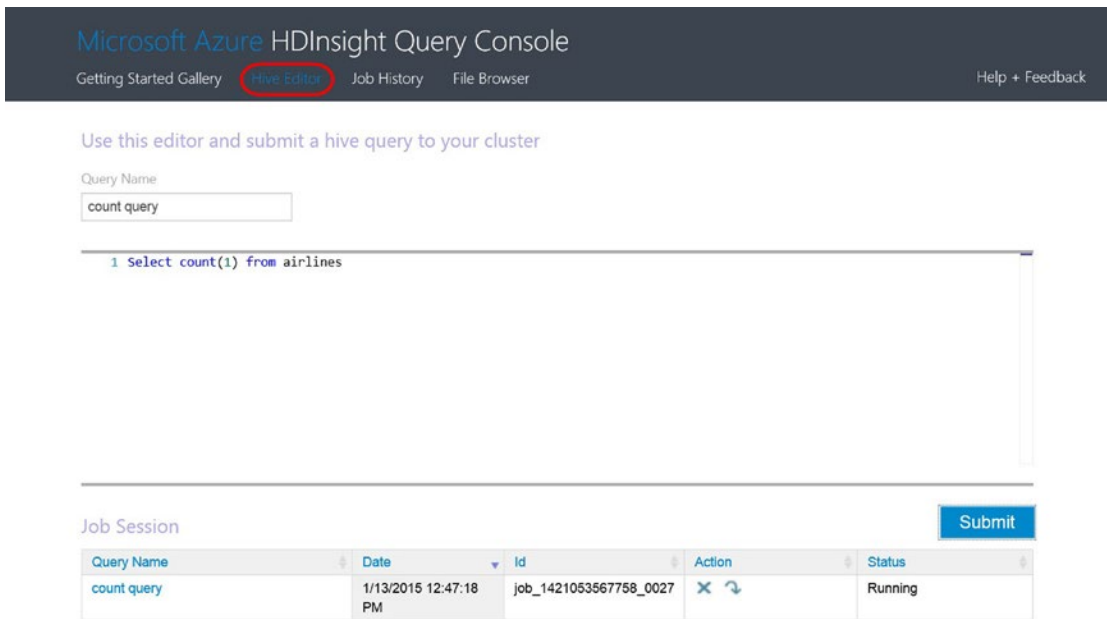 Microsoft Azure HDInsight Query Console
Getting Started Gallery Hive Editor Job History File Browser Help + Feedback
Use this editor and submit a hive query to your cluster
Query Name
count query
1 Select count(1) from airlines
Job Session Submit
Query Name Date Id Action Status
count query 1/13/2015 12:47:18 job_1421053567758_0027 Running
PM